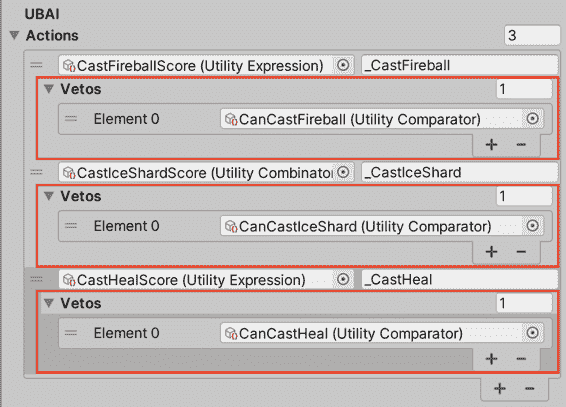 UBAI
Actions 3
CastFireballScore (Utility Expression) _CastFireball
Vetos 1
Element 0 CanCastFireball (Utility Comparator)
+ −
CastIceShardScore (Utility Combinato _CastIceShard
Vetos 1
Element 0 CanCastIceShard (Utility Comparator)
+ −
CastHealScore (Utility Expression) _CastHeal
Vetos 1
Element 0 CanCastHeal (Utility Comparator)
+ −
+ −